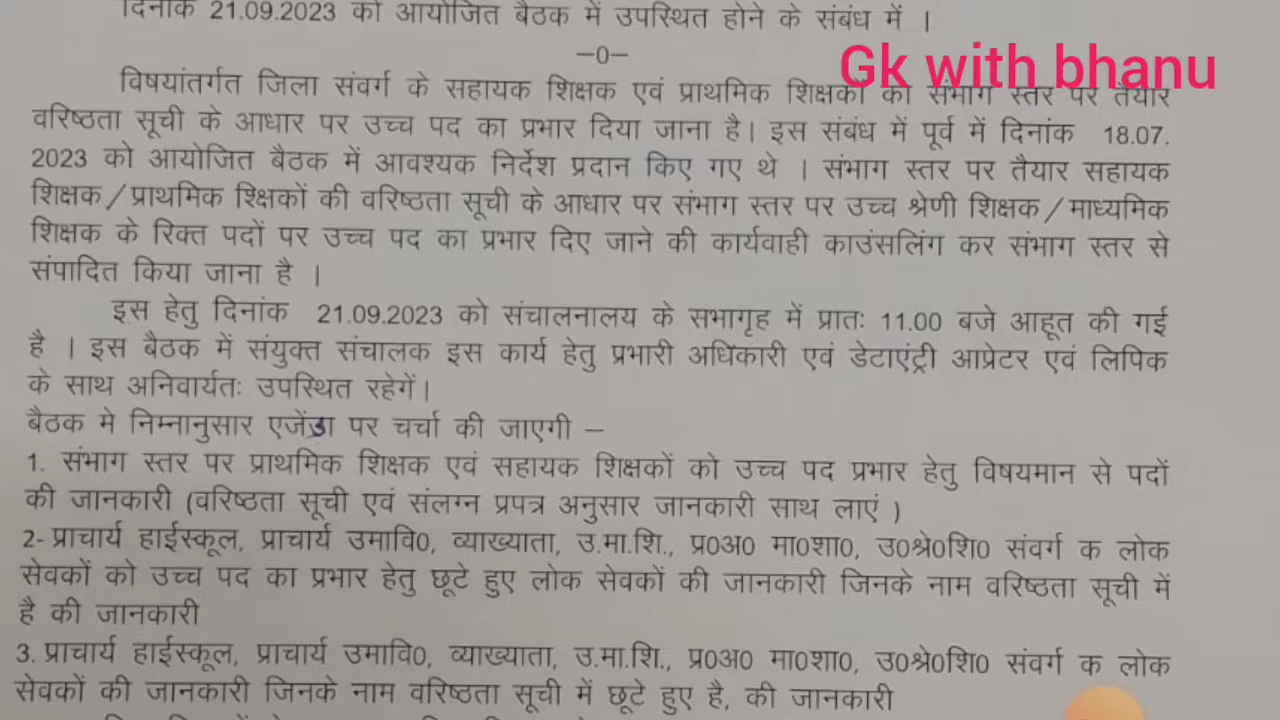 दिनांक 21.09.2023 को आयोजित बैठक में उपस्थित होने के संबंध में ।
—0—
Gk with bhanu
विषयांतर्गत जिला संवर्ग के सहायक शिक्षक एवं प्राथमिक शिक्षकों की संभाग स्तर पर तैयार
वरिष्ठता सूची के आधार पर उच्च पद का प्रभार दिया जाना है। इस संबंध में पूर्व में दिनांक 18.07.
2023 को आयोजित बैठक में आवश्यक निर्देश प्रदान किए गए थे । संभाग स्तर पर तैयार सहायक
शिक्षक/प्राथमिक श्क्षिकों की वरिष्ठता सूची के आधार पर संभाग स्तर पर उच्च श्रेणी शिक्षक/माध्यमिक
शिक्षक के रिक्त पदों पर उच्च पद का प्रभार दिए जाने की कार्यवाही काउंसलिंग कर संभाग स्तर से
संपादित किया जाना है ।
इस हेतु दिनांक 21.09.2023 को संचालनालय के सभागृह में प्रातः 11.00 बजे आहूत की गई
है । इस बैठक में संयुक्त संचालक इस कार्य हेतु प्रभारी अधिकारी एवं डेटाएंट्री आप्रेटर एवं लिपिक
के साथ अनिवार्यतः उपस्थित रहेगें।
बैठक मे निम्नानुसार एजेंडा पर चर्चा की जाएगी —
1. संभाग स्तर पर प्राथमिक शिक्षक एवं सहायक शिक्षकों को उच्च पद प्रभार हेतु विषयमान से पदों
की जानकारी (वरिष्ठता सूची एवं संलग्न प्रपत्र अनुसार जानकारी साथ लाएं )
2- प्राचार्य हाईस्कूल, प्राचार्य उमावि0, व्याख्याता, उ.मा.शि., प्र0अ0 मा0शा0, उ0श्रे0शि0 संवर्ग क लोक
सेवकों को उच्च पद का प्रभार हेतु छूटे हुए लोक सेवकों की जानकारी जिनके नाम वरिष्ठता सूची में
है की जानकारी
3. प्राचार्य हाईस्कूल, प्राचार्य उमावि0, व्याख्याता, उ.मा.शि., प्र0अ0 मा0शा0, उ0श्रे0शि0 संवर्ग क लोक
सेवकों की जानकारी जिनके नाम वरिष्ठता सूची में छूटे हुए है, की जानकारी